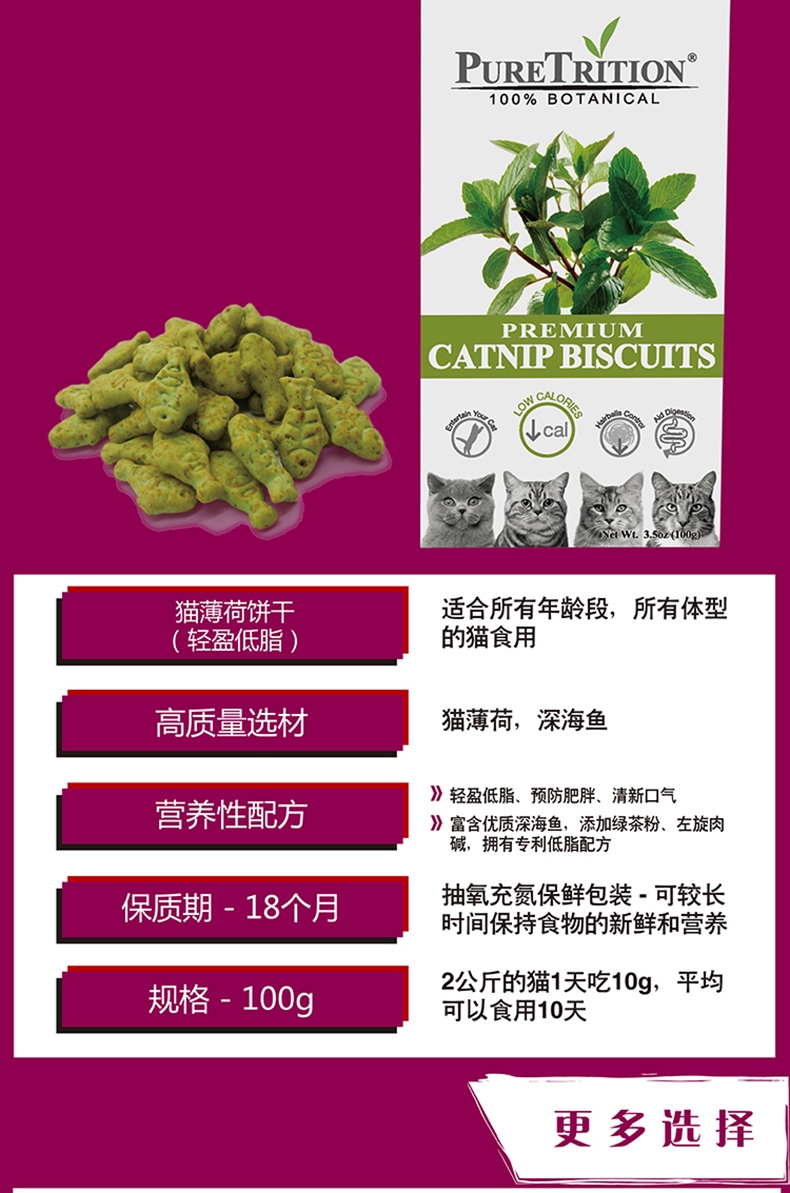 PURETRITION®
100% BOTANICAL
PREMIUM
CATNIP BISCUITS
Entertain Your Cat
LOW CALORIES
cal
Hairballs Control
Aid Digestion
Net Wt. 3.5oz (100g)
猫薄荷饼干
（轻盈低脂）
适合所有年龄段，所有体型
的猫食用
高质量选材
猫薄荷，深海鱼
营养性配方
》轻盈低脂、预防肥胖、清新口气
》富含优质深海鱼，添加绿茶粉、左旋肉
碱，拥有专利低脂配方
保质期 - 18个月
抽氧充氮保鲜包装 - 可较长
时间保持食物的新鲜和营养
规格 - 100g
2公斤的猫1天吃10g，平均
可以食用10天
更多选择